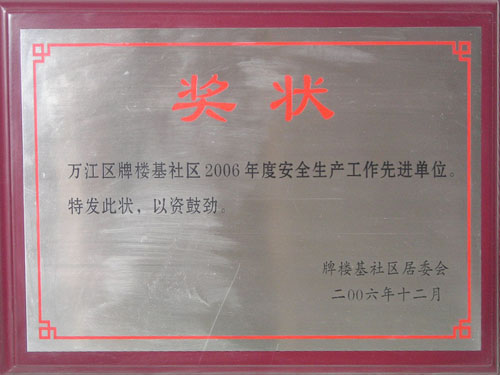 奖状
万江区牌楼基社区2006年度安全生产工作先进单位。
特发此状，以资鼓劲。
牌楼基社区居委会
二00六年十二月